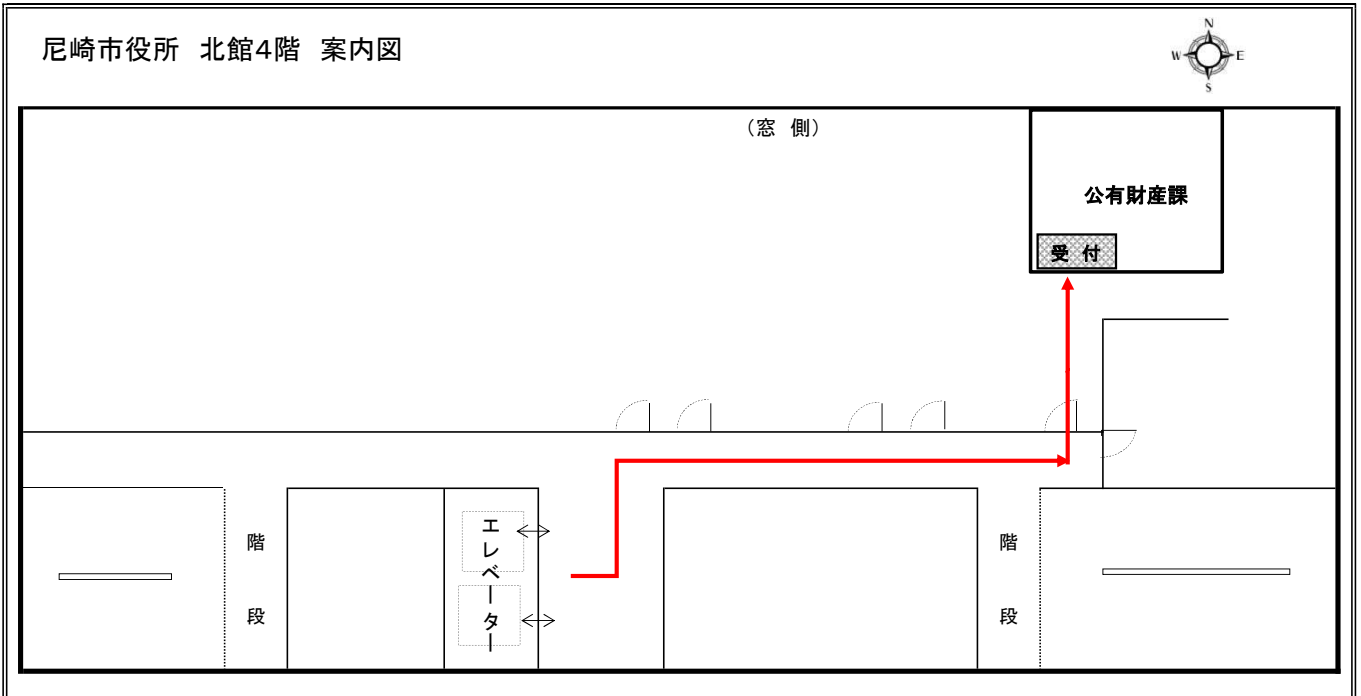 尼崎市役所 北館4階 案内図
N
W E
S
（窓 側）
公有財産課
受 付
エレベーター
階段
階段